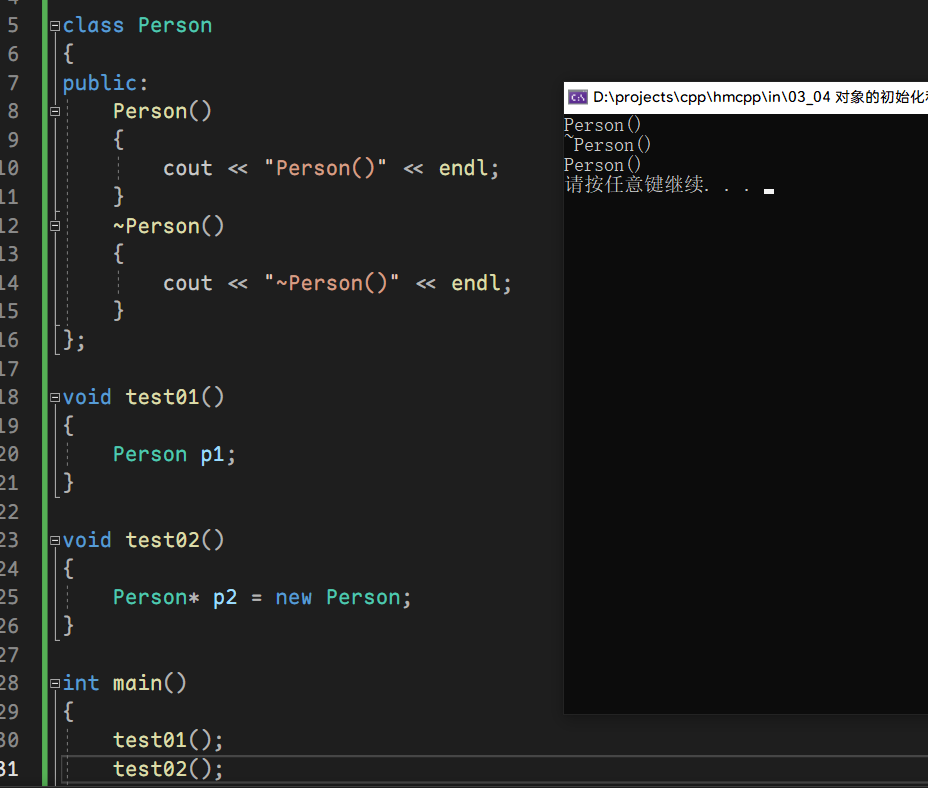 5 class Person
6 {
7 public:
8 Person()
9 {
10 cout << "Person()" << endl;
11 }
12 ~Person()
13 {
14 cout << "~Person()" << endl;
15 }
16 };
17
18 void test01()
19 {
20 Person p1;
21 }
22
23 void test02()
24 {
25 Person* p2 = new Person;
26 }
27
28 int main()
29 {
30 test01();
31 test02();
D:\projects\cpp\hmcpp\in\03_04 对象的初始化
Person()
~Person()
Person()
请按任意键继续. . .